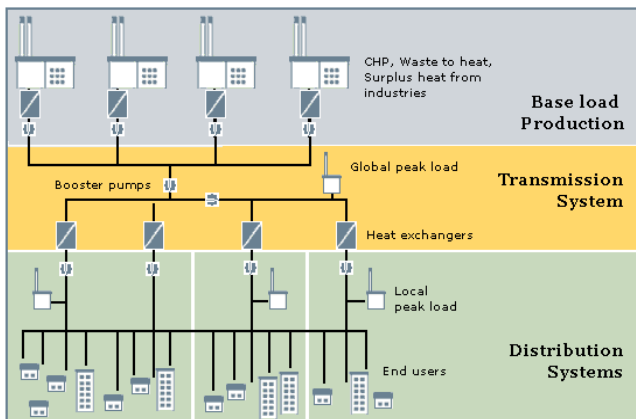 CHP, Waste to heat,
Surplus heat from
industries
Base load
Production
Global peak load
Booster pumps
Transmission
System
Heat exchangers
Local
peak load
Distribution
Systems
End users